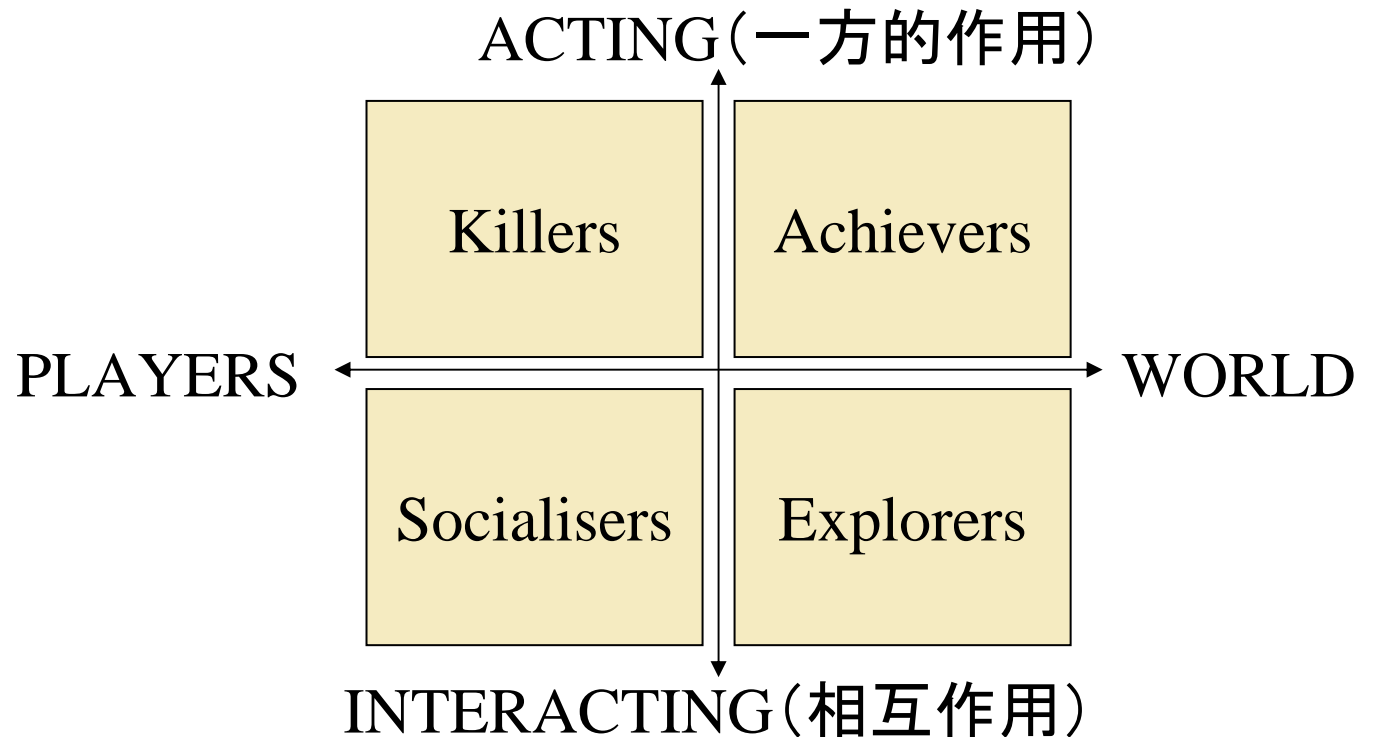 ACTING（一方的作用）
Killers
Achievers
PLAYERS
WORLD
Socialisers
Explorers
INTERACTING（相互作用）